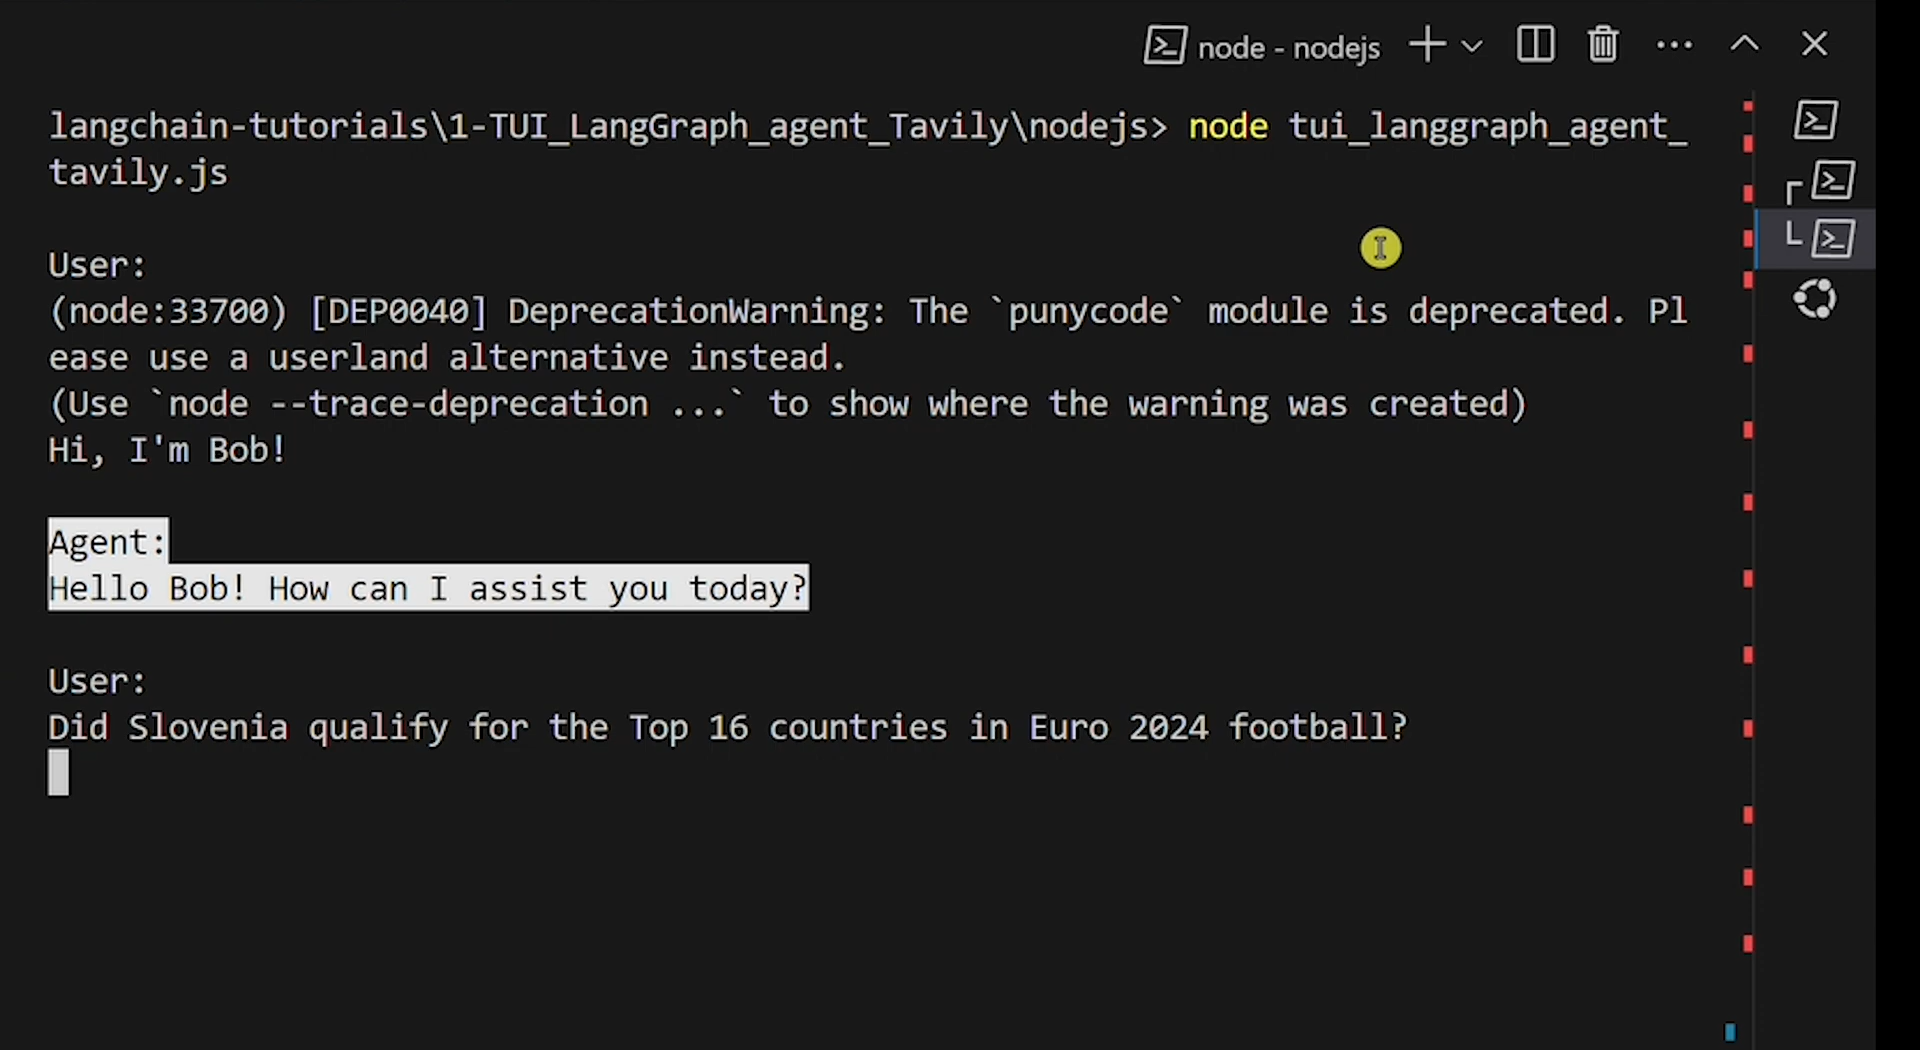 node - nodejs
langchain-tutorials\1-TUI_LangGraph_agent_Tavily\nodejs> node tui_langgraph_agent_
tavily.js
User:
(node:33700) [DEP0040] DeprecationWarning: The `punycode` module is deprecated. Pl
ease use a userland alternative instead.
(Use `node --trace-deprecation ...` to show where the warning was created)
Hi, I'm Bob!
Agent:
Hello Bob! How can I assist you today?
User:
Did Slovenia qualify for the Top 16 countries in Euro 2024 football?